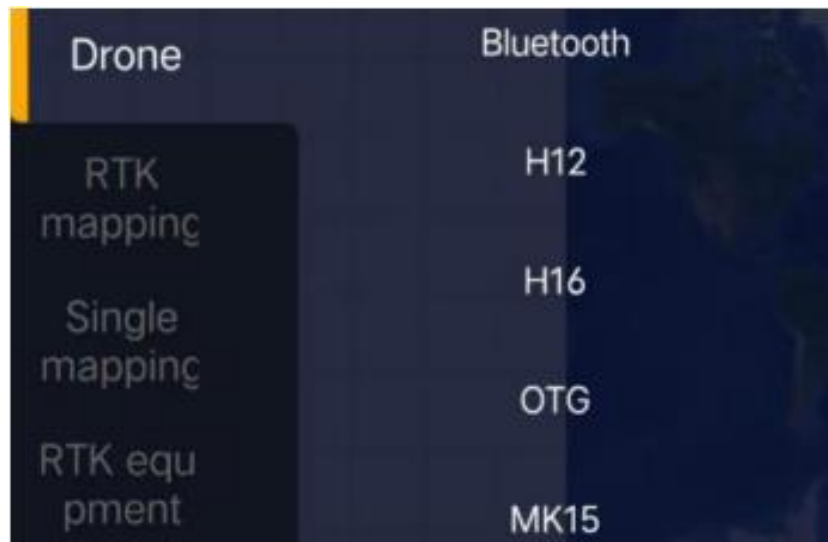 Drone
RTK
mapping
Single
mapping
RTK equ
pment
Bluetooth
H12
H16
OTG
MK15